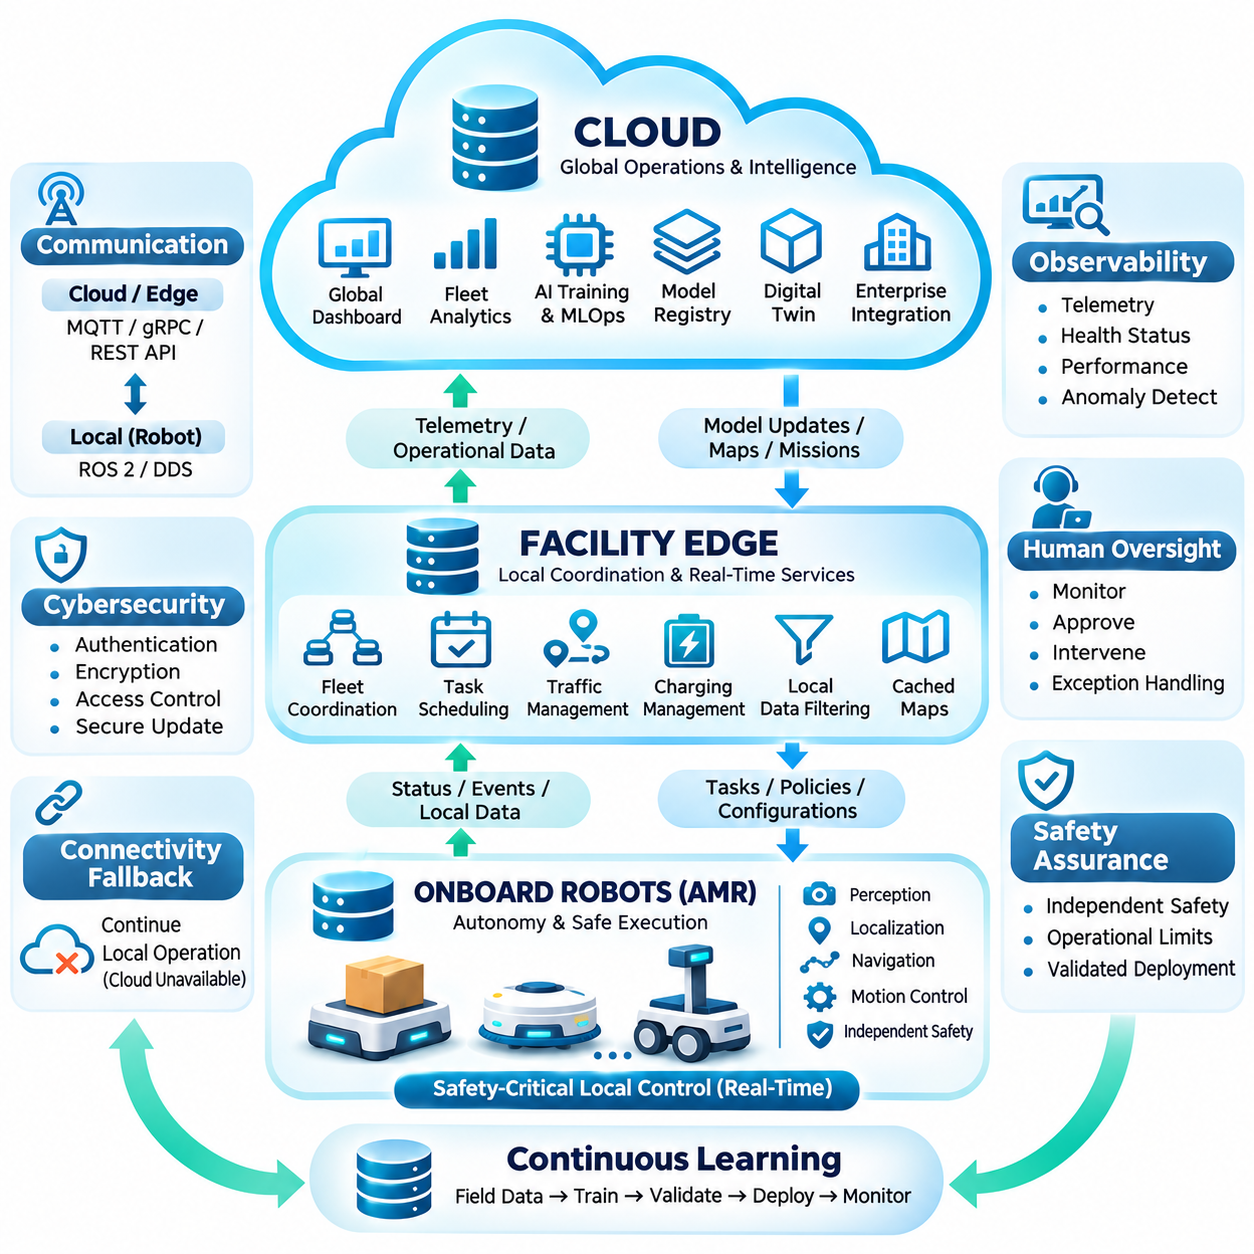 CLOUD
Global Operations & Intelligence
Global
Dashboard
Fleet
Analytics
AI Training
& MLOps
Model
Registry
Digital
Twin
Enterprise
Integration
Communication
Cloud / Edge
MQTT / gRPC /
REST API
Local (Robot)
ROS 2 / DDS
Observability
Telemetry
Health Status
Performance
Anomaly Detect
Telemetry /
Operational Data
Model Updates /
Maps / Missions
FACILITY EDGE
Local Coordination & Real-Time Services
Fleet
Coordination
Task
Scheduling
Traffic
Management
Charging
Management
Local
Data Filtering
Cached
Maps
Cybersecurity
Authentication
Encryption
Access Control
Secure Update
Human Oversight
Monitor
Approve
Intervene
Exception Handling
Status / Events /
Local Data
Tasks / Policies /
Configurations
Connectivity
Fallback
Continue
Local Operation
(Cloud Unavailable)
ONBOARD ROBOTS (AMR)
Autonomy & Safe Execution
Perception
Localization
Navigation
Motion Control
Independent Safety
Safety-Critical Local Control (Real-Time)
Safety
Assurance
Independent Safety
Operational Limits
Validated Deployment
Continuous Learning
Field Data → Train → Validate → Deploy → Monitor